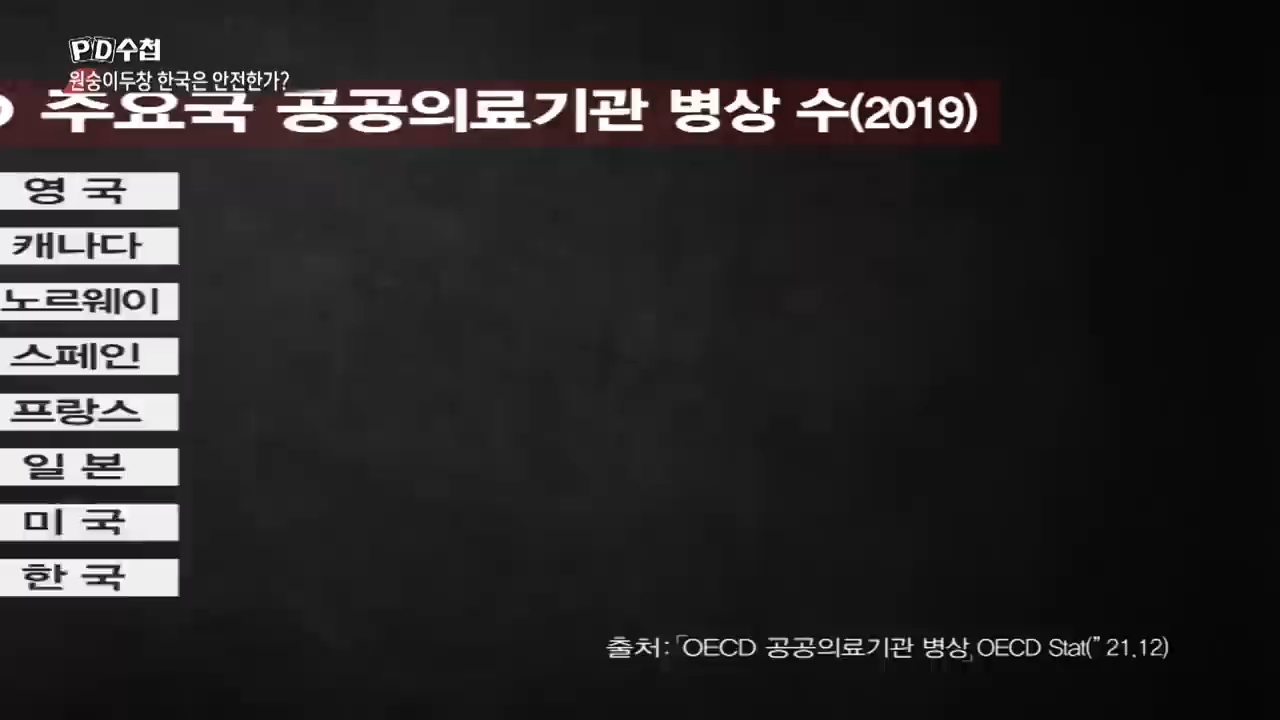 PD수첩
원숭이두창 한국은 안전한가?
주요국 공공의료기관 병상 수(2019)
영 국
캐나다
노르웨이
스페인
프랑스
일 본
미 국
한 국
출처:「OECD 공공의료기관 병상」OECD Stat(” 21.12)